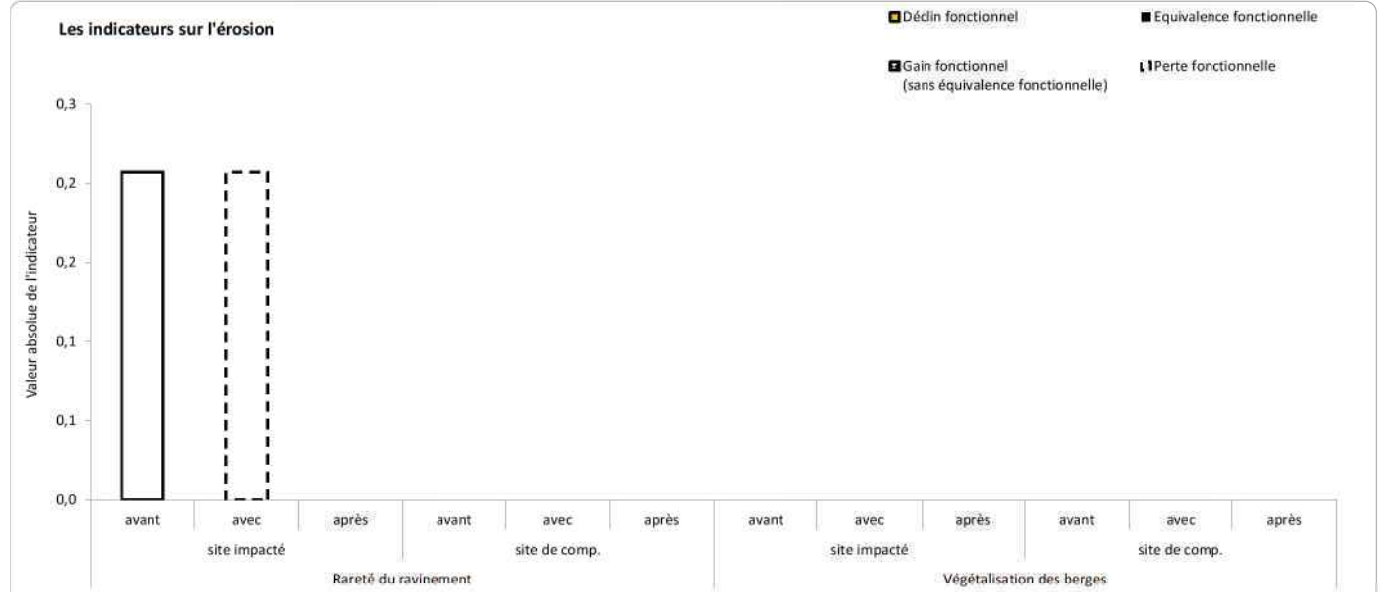 Les indicateurs sur l'érosion
Dédin fonctionnel
Equivalence fonctionnelle
Gain fonctionnel
(sans équivalence fonctionnelle)
Perte fonctionnelle
Valeur absolue de l'indicateur
0,3
0,2
0,2
0,1
0,1
0,0
avant avec après avant avec après avant avec après avant avec après
site impacté site de comp. site impacté site de comp.
Rareté du ravinement Végétalisation des berges